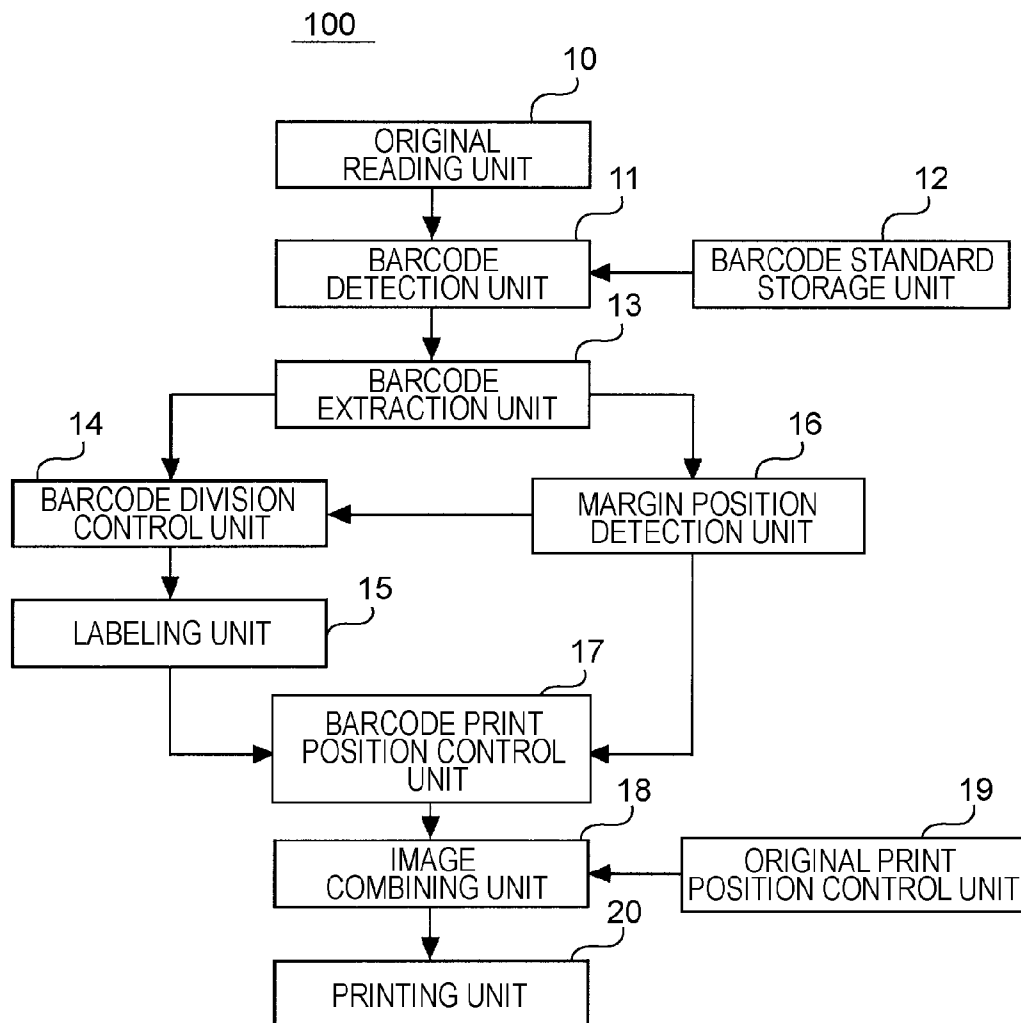 100
10
ORIGINAL
READING UNIT
11
12
BARCODE
DETECTION UNIT
BARCODE STANDARD
STORAGE UNIT
13
BARCODE
EXTRACTION UNIT
14
16
BARCODE DIVISION
CONTROL UNIT
MARGIN POSITION
DETECTION UNIT
15
LABELING UNIT
17
BARCODE PRINT
POSITION CONTROL
UNIT
18
19
IMAGE
COMBINING UNIT
ORIGINAL PRINT
POSITION CONTROL UNIT
20
PRINTING UNIT